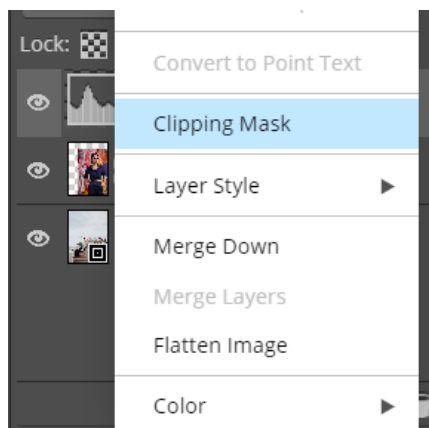 Lock:
Convert to Point Text
Clipping Mask
Layer Style
Merge Down
Merge Layers
Flatten Image
Color